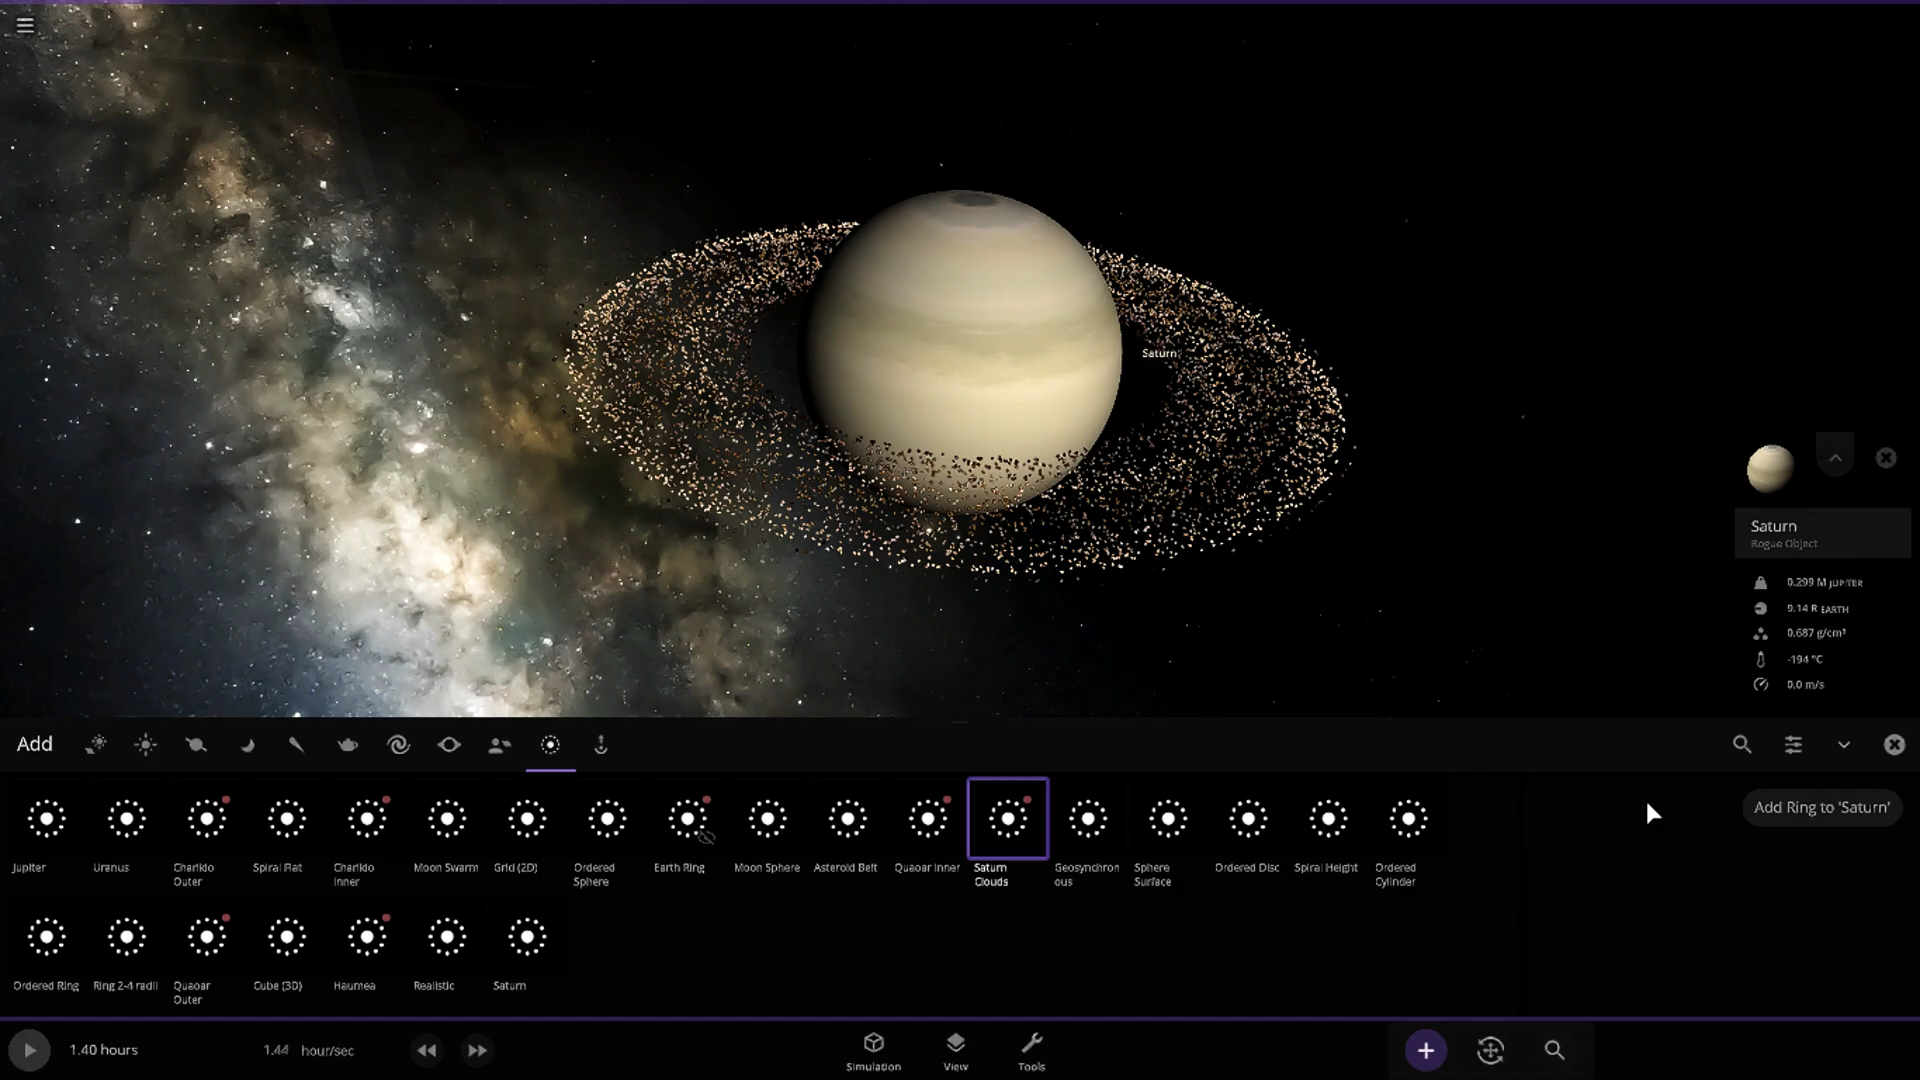 Saturn
Saturn
Rogue Object
0.299 M JUPITER
9.14 R EARTH
0.687 g/cm³
-194 °C
0.0 m/s
Add
Add Ring to 'Saturn'
Jupiter
Uranus
Chariklo
Outer
Spiral Flat
Chariklo
Inner
Moon Swarm
Grid (2D)
Ordered
Sphere
Earth Ring
Moon Sphere
Asteroid Belt
Quaoar Inner
Saturn
Clouds
Geosynchron
ous
Sphere
Surface
Ordered Disc
Spiral Height
Ordered
Cylinder
Ordered Ring
Ring 2-4 radii
Quaoar
Outer
Cube (3D)
Haumea
Realistic
Saturn
1.40 hours
1.44 hour/sec
Simulation
View
Tools